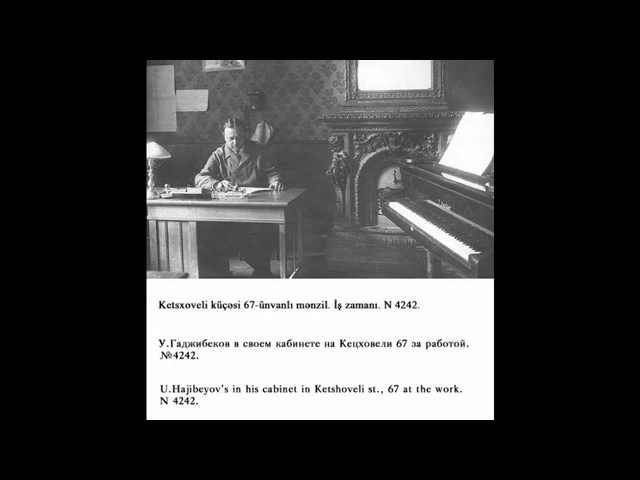 Ketsxoveli küçəsi 67-ünvanlı mənzil. İş zamanı. N 4242.
У.Гаджибеков в своем кабинете на Кецховели 67 за работой.
№4242.
U.Hajibeyov's in his cabinet in Ketshoveli st., 67 at the work.
N 4242.